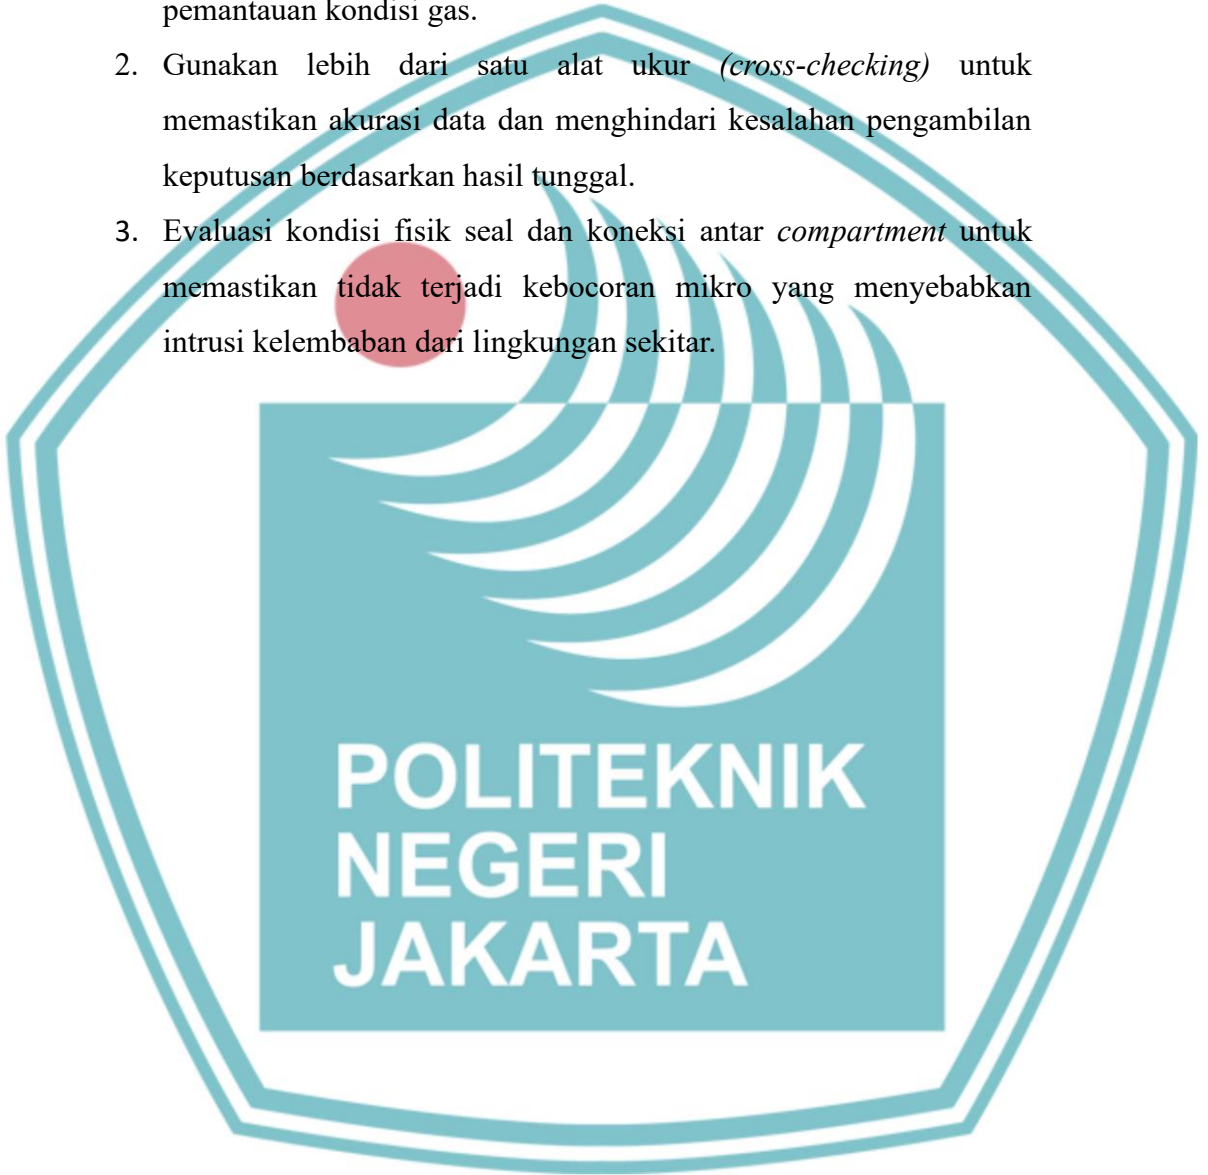 pemantauan kondisi gas.
2. Gunakan lebih dari satu alat ukur (cross-checking) untuk
memastikan akurasi data dan menghindari kesalahan pengambilan
keputusan berdasarkan hasil tunggal.
3. Evaluasi kondisi fisik seal dan koneksi antar compartment untuk
memastikan tidak terjadi kebocoran mikro yang menyebabkan
intrusi kelembaban dari lingkungan sekitar.
POLITEKNIK
NEGERI
JAKARTA